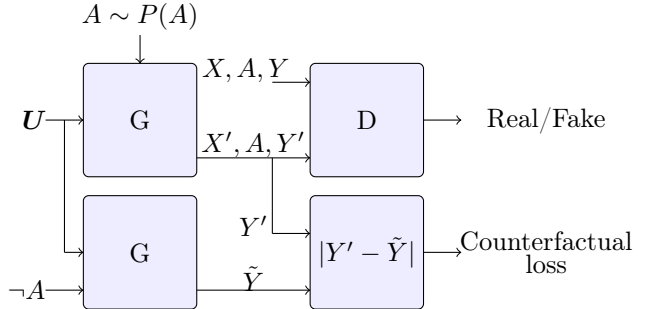 A ∼ P(A)
X, A, Y
U
G
D
Real/Fake
X′, A, Y′
Y′
G
|Y′ − Ỹ|
Counterfactual
loss
Ỹ
¬A